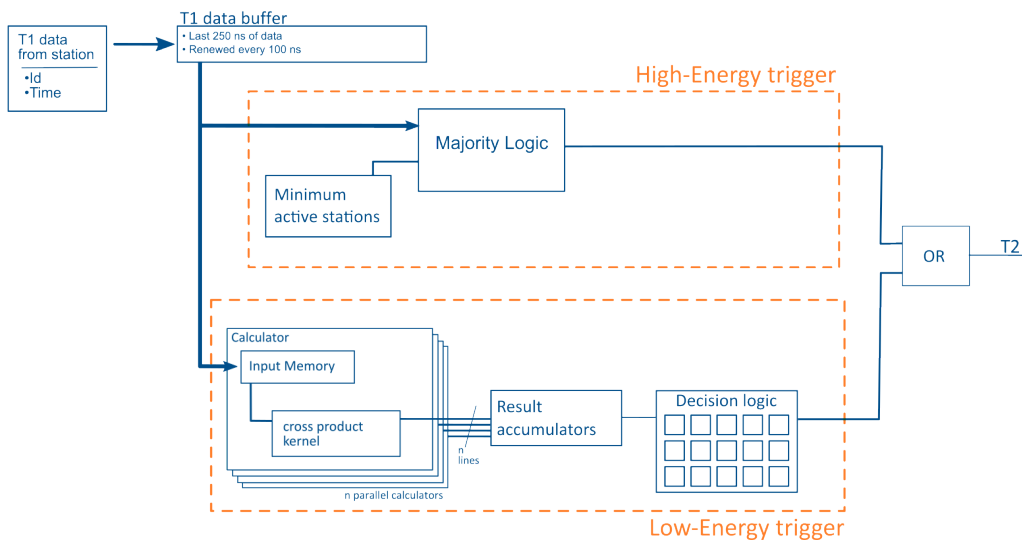 T1 data buffer
T1 data
from station
•Id
•Time
• Last 250 ns of data
• Renewed every 100 ns
High-Energy trigger
Majority Logic
Minimum
active stations
OR
T2
Calculator
Input Memory
cross product
kernel
n
lines
n parallel calculators
Result
accumulators
Decision logic
Low-Energy trigger